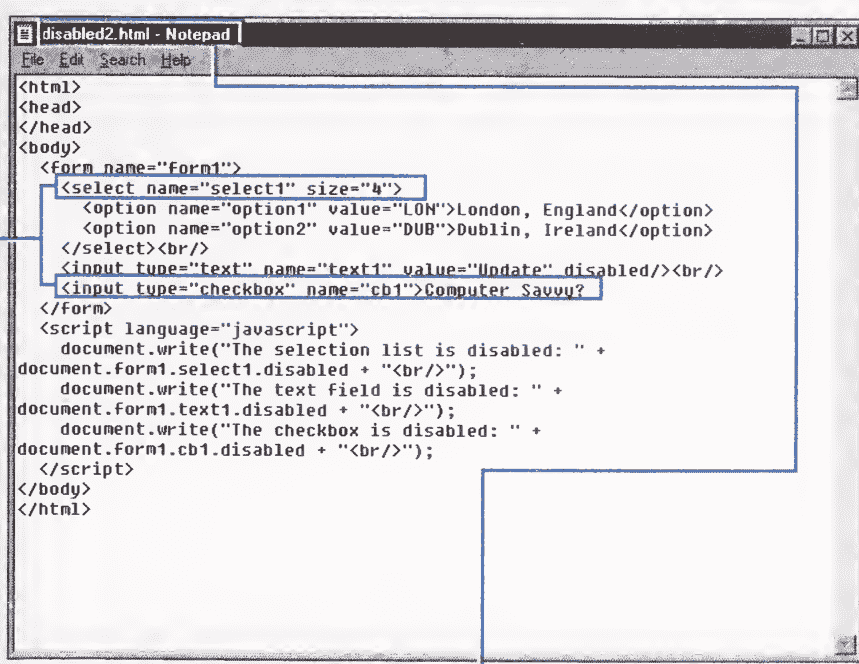 disabled2.html - Notepad
File Edit Search Help
<html>
<head>
</head>
<body>
<form name="form1">
<select name="select1" size="4">
<option name="option1" value="LON">London, England</option>
<option name="option2" value="DUB">Dublin, Ireland</option>
</select><br/>
<input type="text" name="text1" value="Update" disabled/><br/>
<input type="checkbox" name="cb1">Computer Savvy?
</form>
<script language="javascript">
document.write("The selection list is disabled: " +
document.form1.select1.disabled + "<br/>");
document.write("The text field is disabled: " +
document.form1.text1.disabled + "<br/>");
document.write("The checkbox is disabled: " +
document.form1.cb1.disabled + "<br/>");
</script>
</body>
</html>